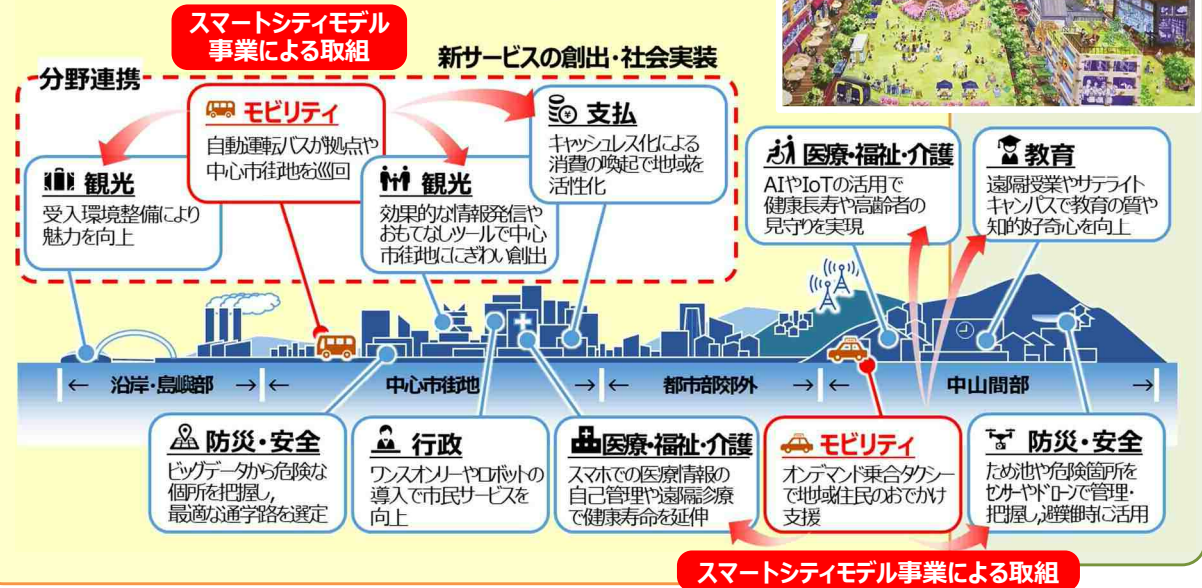 スマートシティモデル
事業による取組
新サービスの創出・社会実装
分野連携
モビリティ
自動運転バスが拠点や
中心市街地を巡回
支払
キャッシュレス化による
消費の喚起で地域を
活性化
観光
受入環境整備により
魅力を向上
観光
効果的な情報発信や
おもてなしツールで中心
市街地ににぎわい創出
医療・福祉・介護
AIやIoTの活用で
健康長寿や高齢者の
見守りを実現
教育
遠隔授業やサテライト
キャンパスで教育の質や
知的好奇心を向上
← 沿岸・島嶼部 → ← 中心市街地 → ← 都市部郊外 → ← 中山間部 →
防災・安全
ビッグデータから危険な
個所を把握し,
最適な通学路を選定
行政
ワンスオンリーやロボットの
導入で市民サービスを
向上
医療・福祉・介護
スマホでの医療情報の
自己管理や遠隔診療
で健康寿命を延伸
モビリティ
オンデマンド乗合タクシー
で地域住民のおでかけ
支援
防災・安全
ため池や危険箇所を
センサーやドローンで管理・
把握し,避難時に活用
スマートシティモデル事業による取組